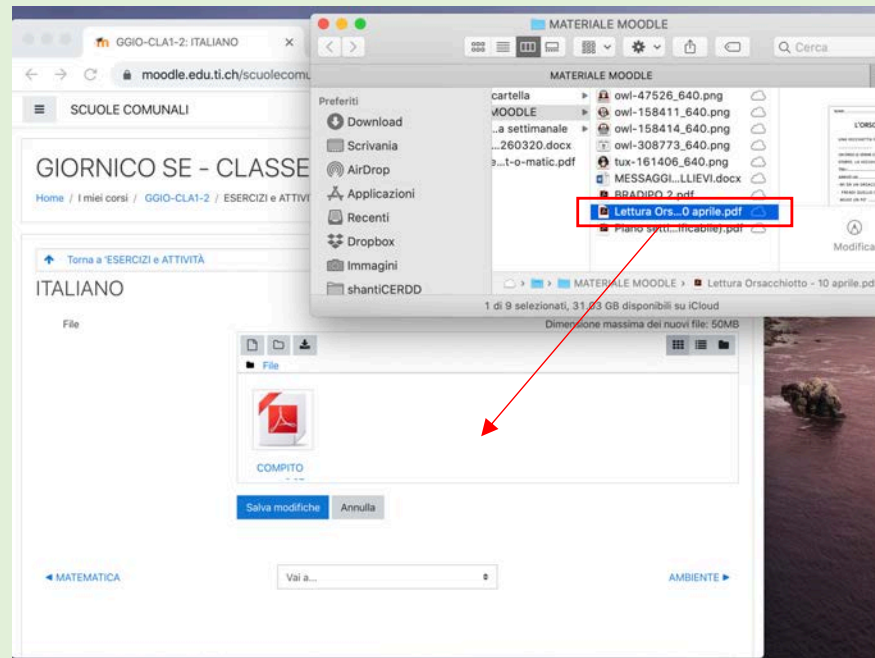 GGIO-CLA1-2: ITALIANO
moodle.edu.ti.ch/scuolecomu
SCUOLE COMUNALI
GIORNICO SE - CLASSE
Home / I miei corsi / GGIO-CLA1-2 / ESERCIZI e ATTIVI
Torna a 'ESERCIZI e ATTIVITÀ
ITALIANO
File
Dimensione massima dei nuovi file: 50MB
File
COMPITO
Salva modifiche
Annulla
MATEMATICA
Vai a...
AMBIENTE
MATERIALE MOODLE
Cerca
MATERIALE MOODLE
Preferiti
Download
Scrivania
AirDrop
Applicazioni
Recenti
Dropbox
Immagini
shantiCERDD
cartella
MOODLE
..a settimanale
...260320.docx
t-o-matic.pdf
owl-47526_640.png
owl-158411_640.png
owl-158414_640.png
owl-308773_640.png
tux-161406_640.png
MESSAGGI...LLIEVI.docx
BRADIPO 2.pdf
Lettura Ors...0 aprile.pdf
Piano setti...ificabile).pdf
L'ORSO
Modifica
MATERIALE MOODLE › Lettura Orsacchiotto - 10 aprile.pd
1 di 9 selezionati, 31.03 GB disponibili su iCloud